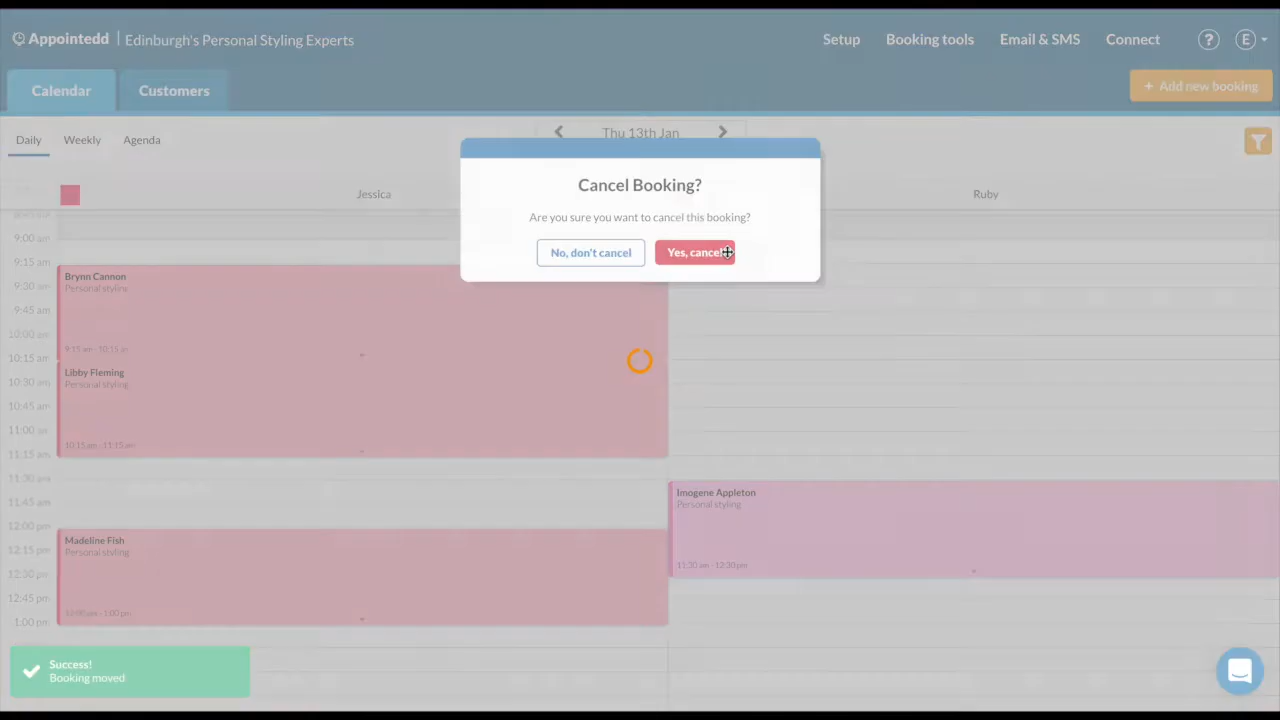 Appointedd
Edinburgh's Personal Styling Experts
Setup
Booking tools
Email & SMS
Connect
?
E
Calendar
Customers
+ Add new booking
Daily
Weekly
Agenda
Thu 13th Jan
Cancel Booking?
Are you sure you want to cancel this booking?
No, don't cancel
Yes, cancel
Jessica
Ruby
9:00 am
9:15 am
9:30 am
9:45 am
10:00 am
10:15 am
10:30 am
10:45 am
11:00 am
11:15 am
11:30 am
11:45 am
12:00 pm
12:15 pm
12:30 pm
12:45 pm
1:00 pm
Brynn Cannon
Personal styling
9:15 am - 10:15 am
Libby Fleming
Personal styling
10:15 am - 11:15 am
Imogene Appleton
Personal styling
11:30 am - 12:30 pm
Madeline Fish
Personal styling
12:00 pm - 1:00 pm
Success!
Booking moved